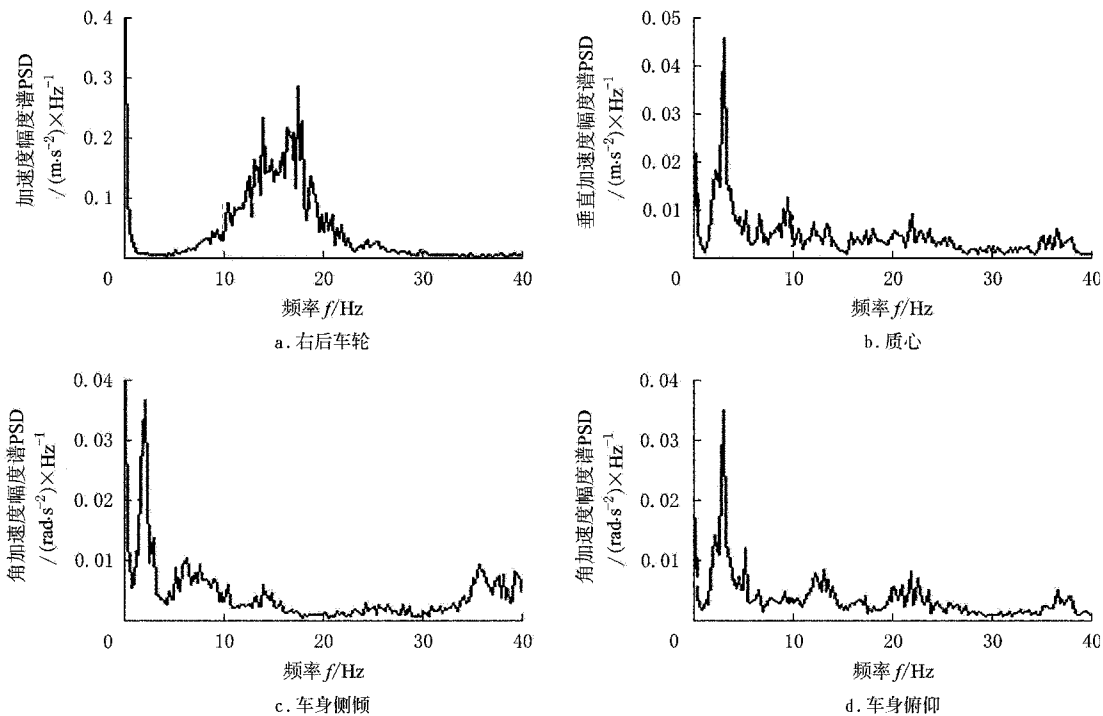 加速度幅度谱PSD
/(m·s⁻²)×Hz⁻¹
0.4
0.3
0.2
0.1
0
10
20
30
40
频率f/Hz
a.右后车轮
垂直加速度幅度谱PSD
/(m·s⁻²)×Hz⁻¹
0.05
0.04
0.03
0.02
0.01
0
10
20
30
40
频率f/Hz
b.质心
角加速度幅度谱PSD
/(rad·s⁻²)×Hz⁻¹
0.04
0.03
0.02
0.01
0
10
20
30
40
频率f/Hz
c.车身侧倾
角加速度幅度谱PSD
/(rad·s⁻²)×Hz⁻¹
0.04
0.03
0.02
0.01
0
10
20
30
40
频率f/Hz
d.车身俯仰